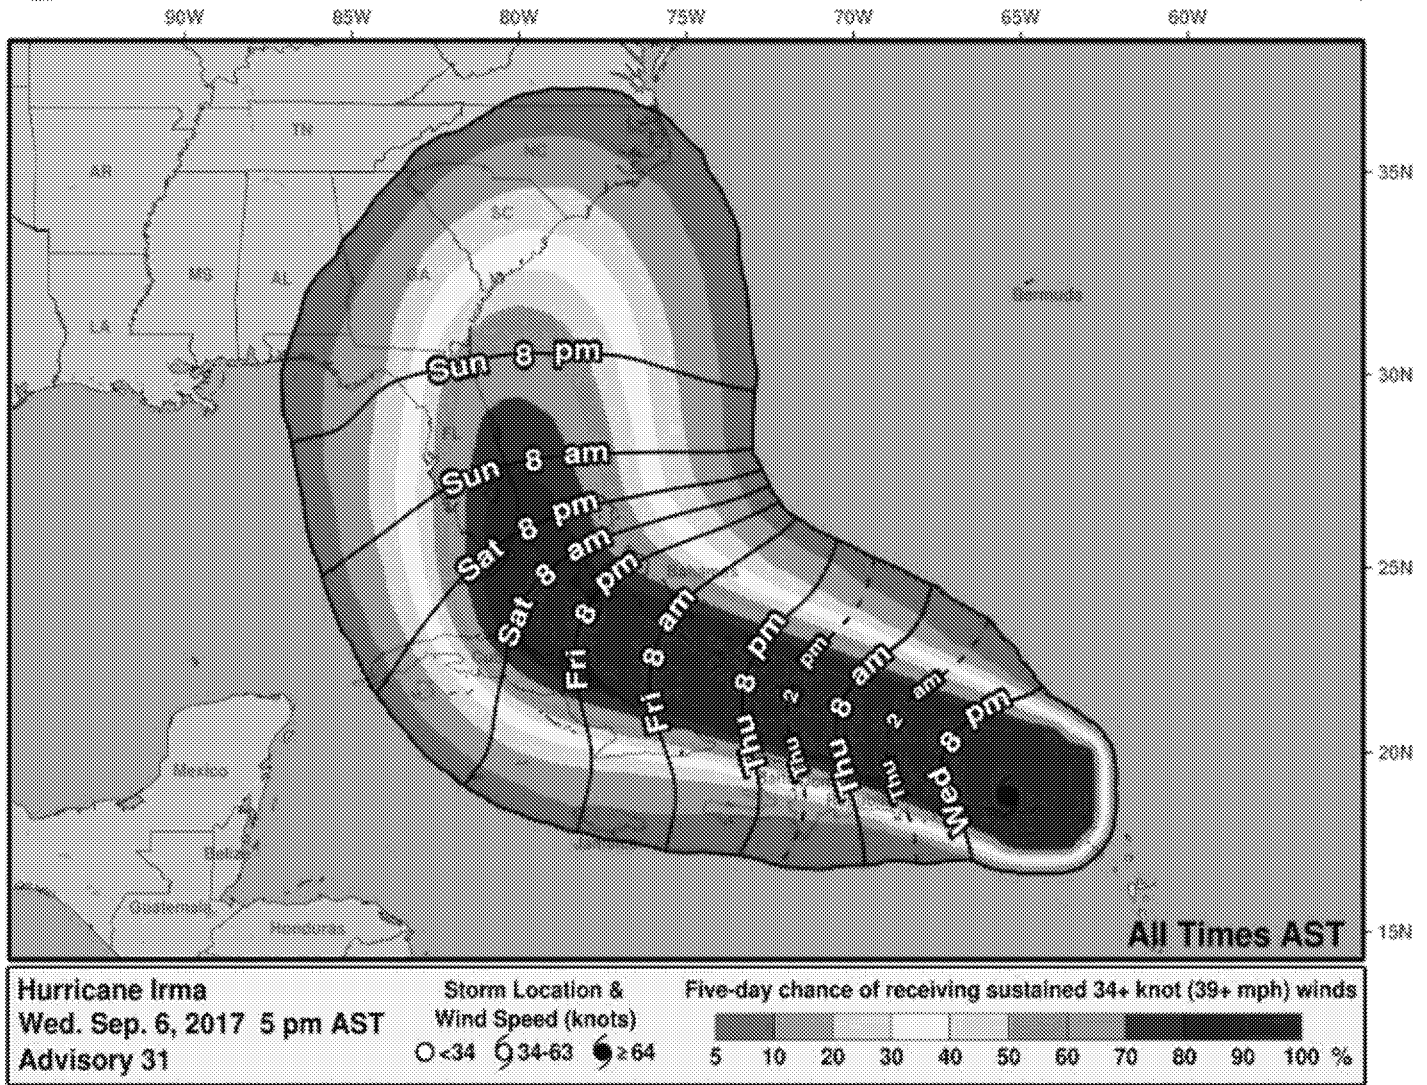 90W 85W 80W 75W 70W 65W 60W
TN
NC
AR
35N
SC
MS AL GA
Bermuda
LA
Sun 8 pm
30N
FL
Sun 8 am
Sat 8 pm
Sat 8 am
25N
Fri 8 pm
Fri 8 am
Thu 8 pm
Thu 2 pm
Thu 8 am
Thu 2 am
Wed 8 pm
20N
Mexico
Belize
Guatemala
Honduras
15N
All Times AST
Hurricane Irma
Wed. Sep. 6, 2017 5 pm AST
Advisory 31
Storm Location &
Wind Speed (knots)
<34 34-63 ≥64
Five-day chance of receiving sustained 34+ knot (39+ mph) winds
5 10 20 30 40 50 60 70 80 90 100 %